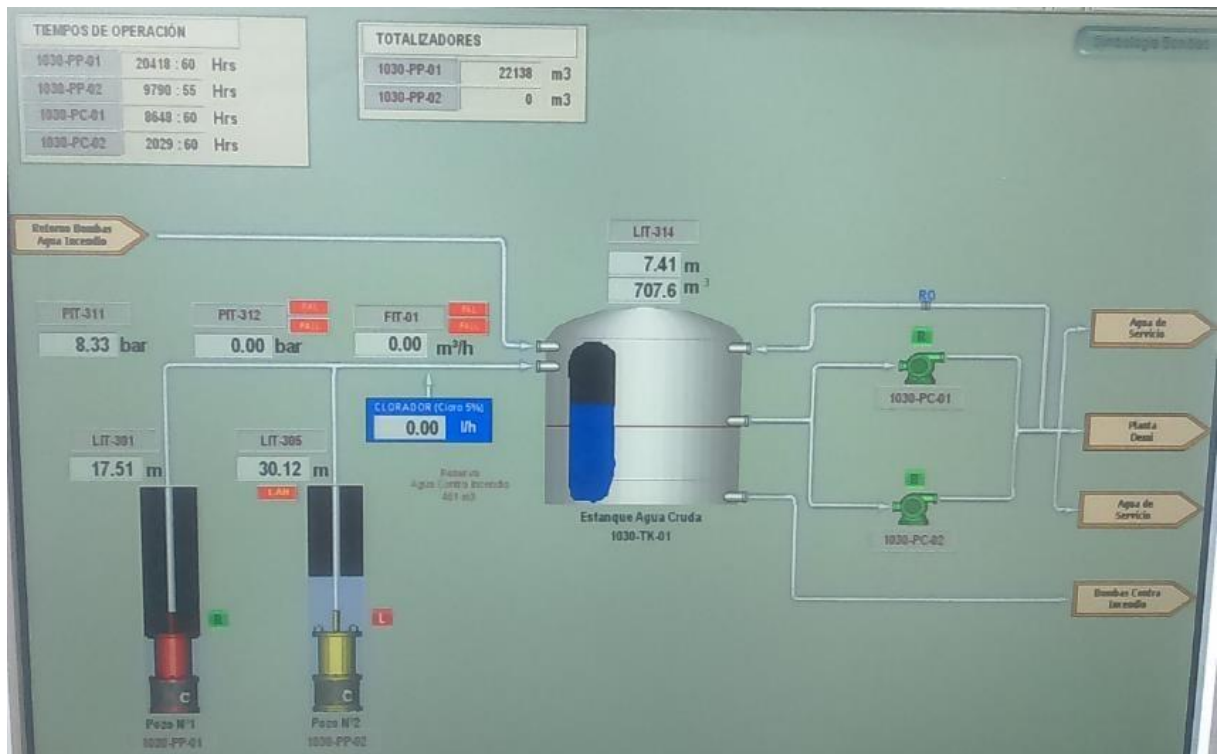 TIEMPOS DE OPERACIÓN
1030-PP-01 20418 : 60 Hrs
1030-PP-02 9790 : 55 Hrs
1030-PC-01 8648 : 60 Hrs
1030-PC-02 2029 : 60 Hrs
TOTALIZADORES
1030-PP-01 22138 m3
1030-PP-02 0 m3
Retorno Bombas
Agua Incendio
LIT-314
7.41 m
707.6 m³
PIT-311
8.33 bar
PIT-312
0.00 bar
FIT-01
0.00 m³/h
CLORADOR (Cloro 5%)
0.00 l/h
LIT-301
17.51 m
LIT-305
30.12 m
LAH
Reserva
Agua Contra Incendio
m3
Estanque Agua Cruda
1030-TK-01
RO
R
1030-PC-01
1030-PC-02
Agua de
Servicio
Planta
Demi
Agua de
Servicio
Bombas Contra
Incendio
R
L
C
C
Pozo N°1
1030-PP-01
Pozo N°2
1030-PP-02